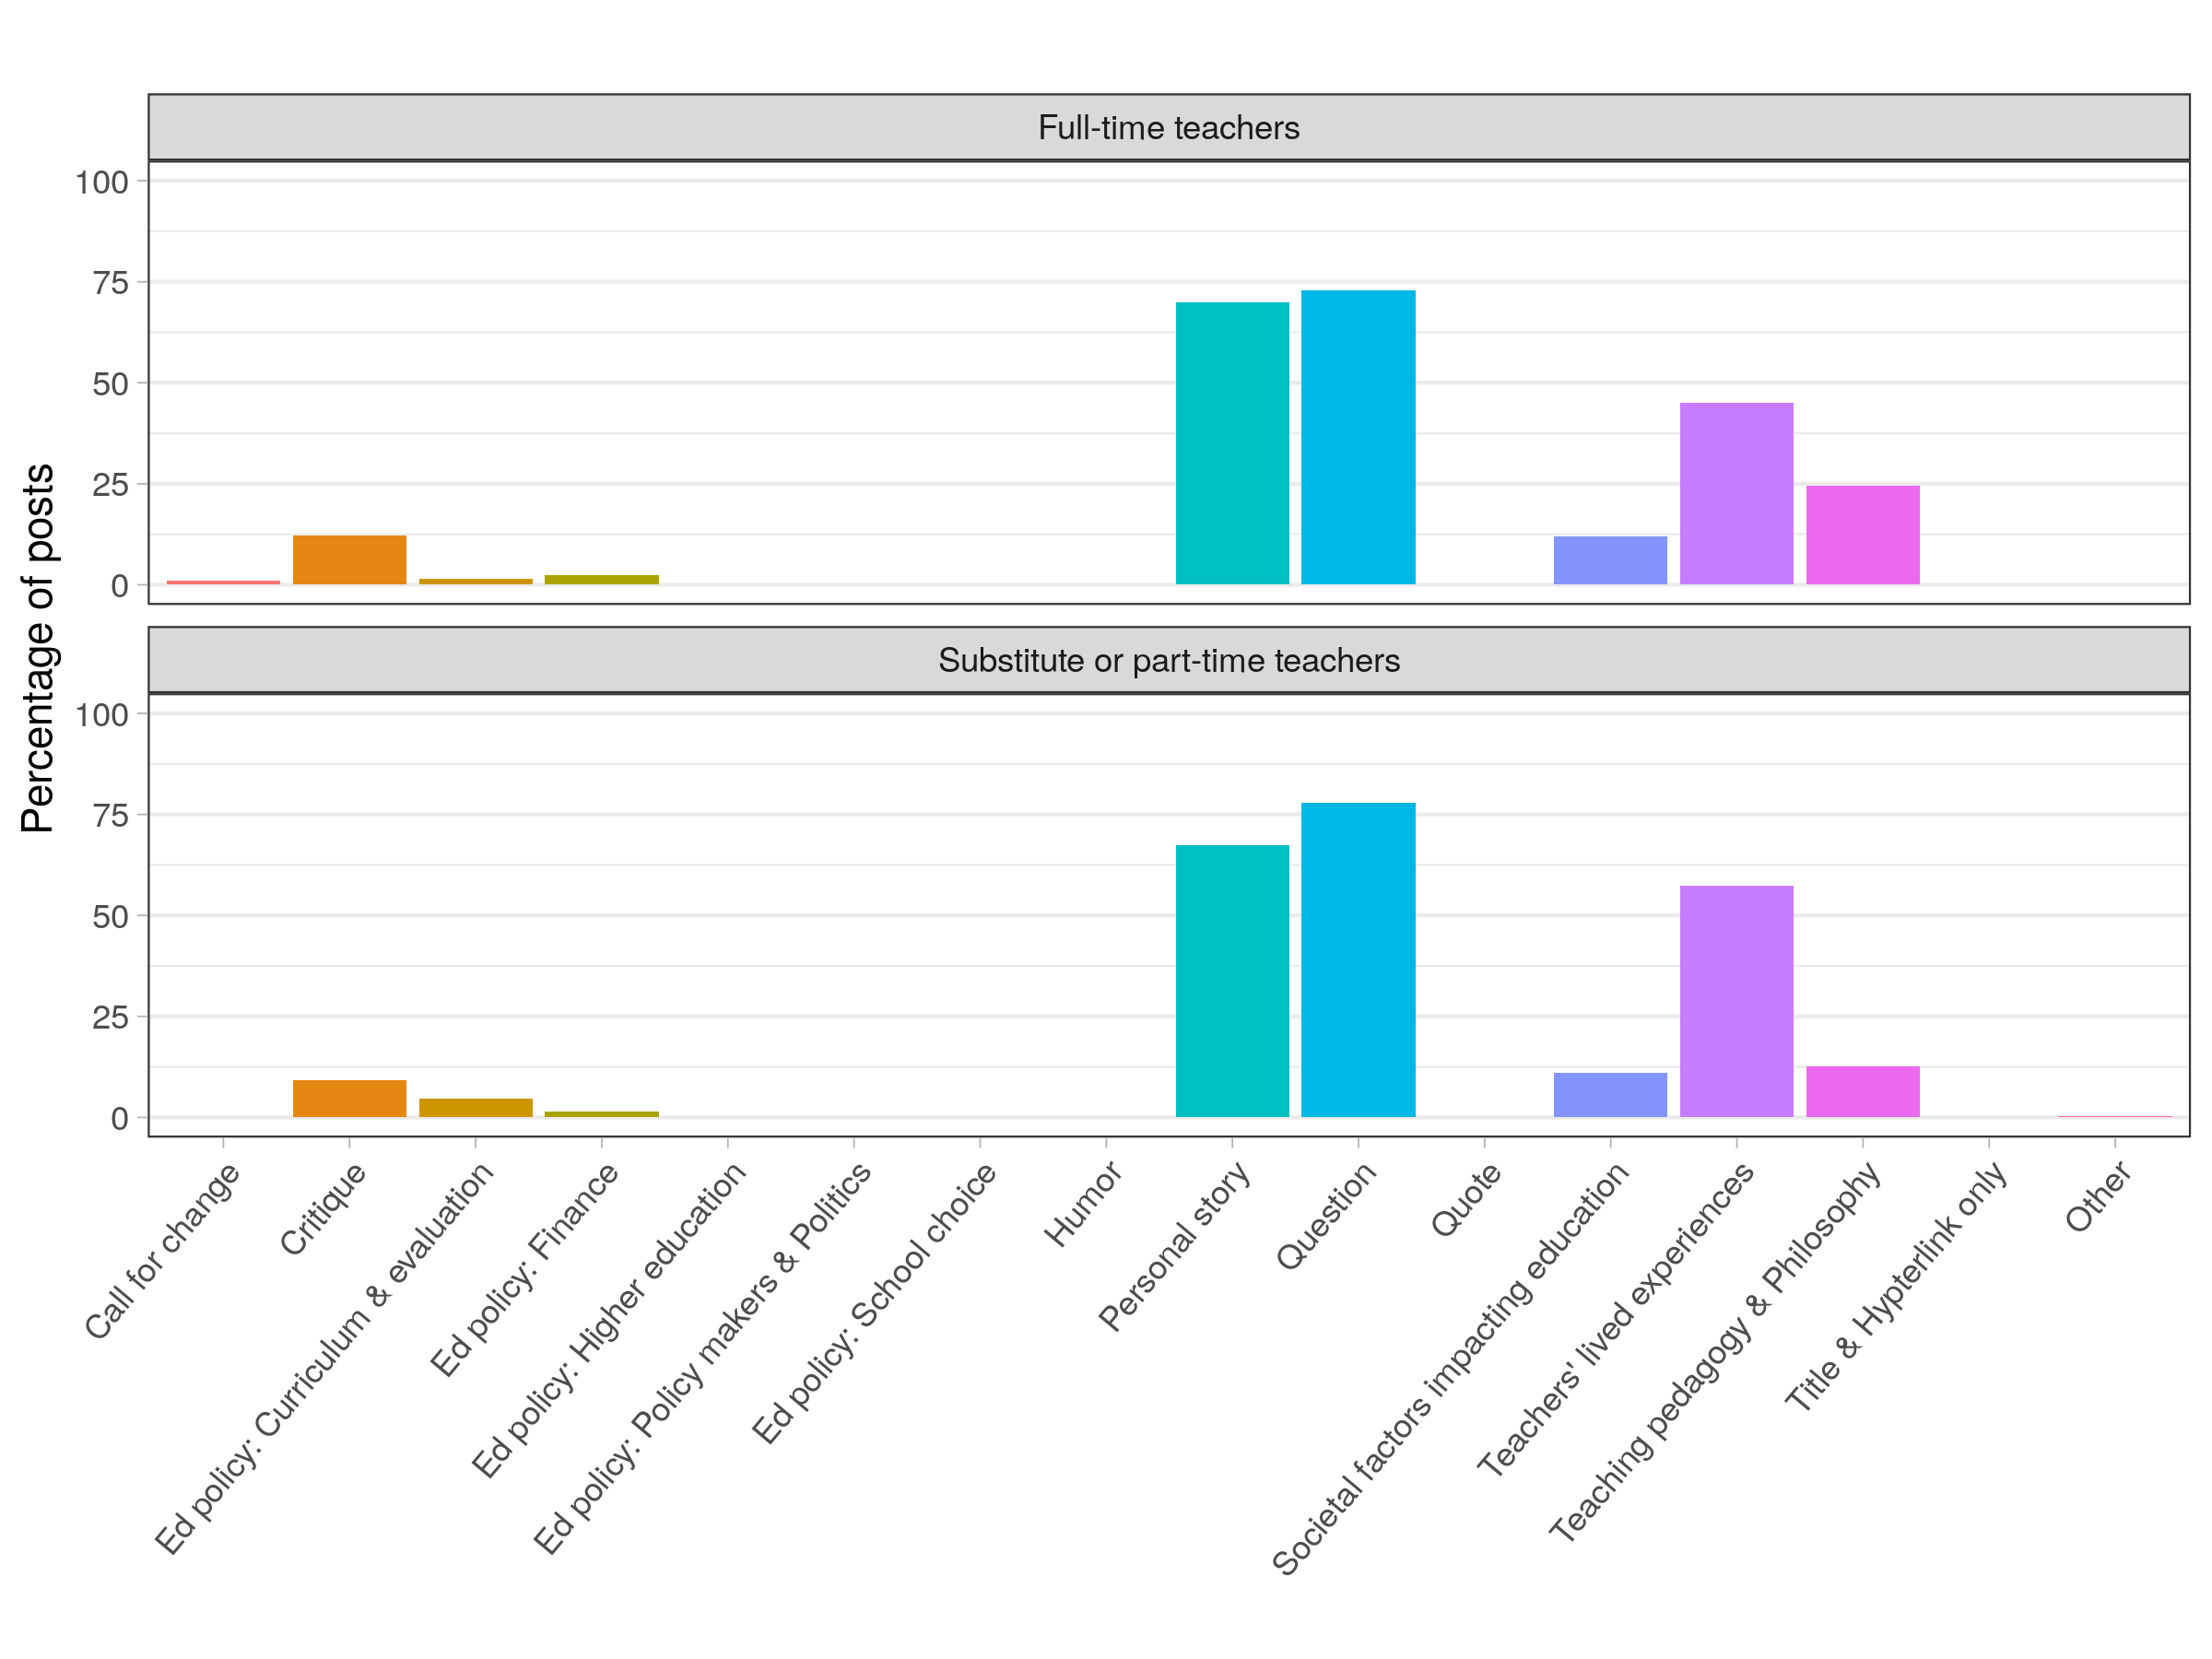 Percentage of posts
Full-time teachers
100
75
50
25
0
Substitute or part-time teachers
100
75
50
25
0
Call for change
Critique
Ed policy: Curriculum & evaluation
Ed policy: Finance
Ed policy: Higher education
Ed policy: Policy makers & Politics
Ed policy: School choice
Humor
Personal story
Question
Quote
Societal factors impacting education
Teachers' lived experiences
Teaching pedagogy & Philosophy
Title & Hypterlink only
Other